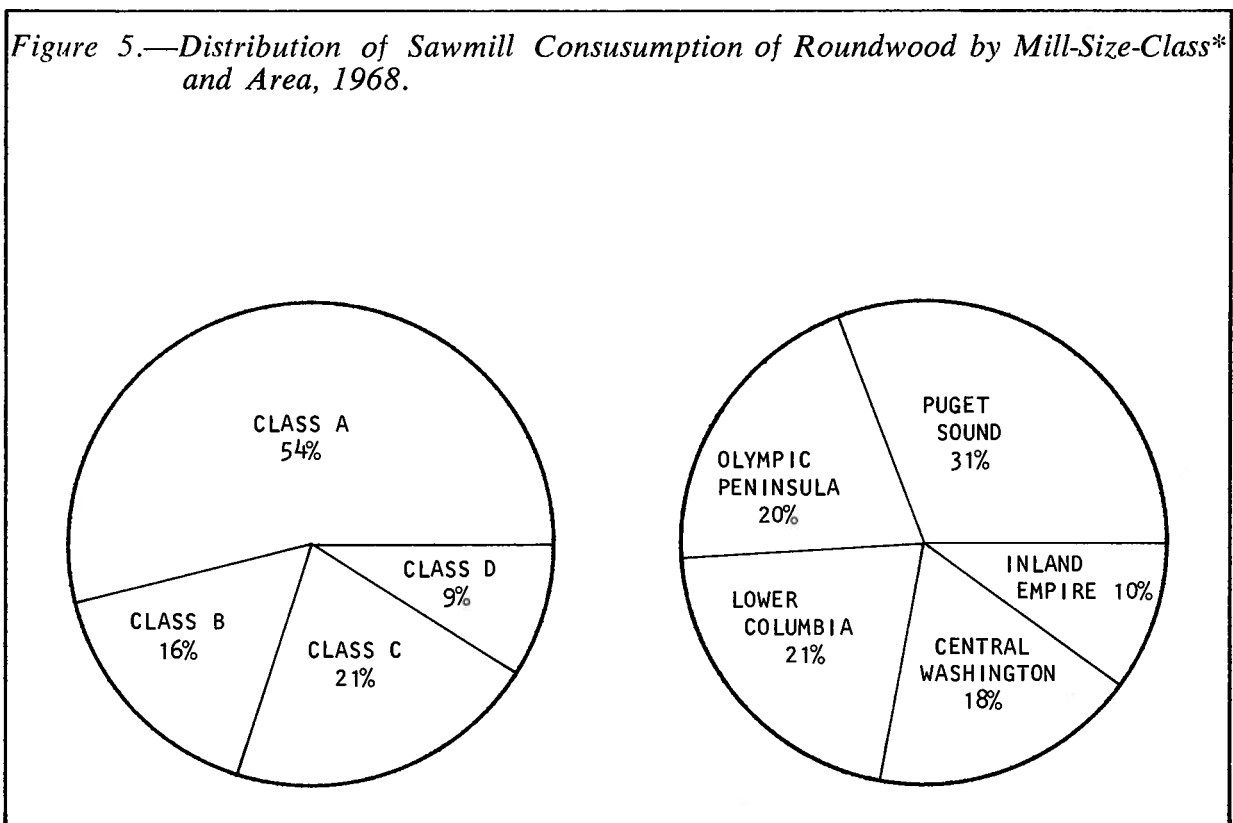 Figure 5.—Distribution of Sawmill Consusumption of Roundwood by Mill-Size-Class*
and Area, 1968.
CLASS A
54%
CLASS B
16%
CLASS C
21%
CLASS D
9%
PUGET
SOUND
31%
OLYMPIC
PENINSULA
20%
LOWER
COLUMBIA
21%
CENTRAL
WASHINGTON
18%
INLAND
EMPIRE 10%